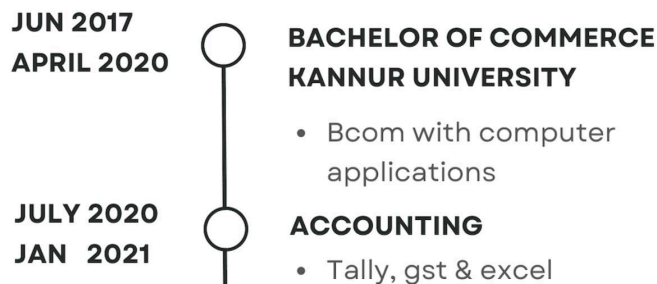 JUN 2017
APRIL 2020
BACHELOR OF COMMERCE
KANNUR UNIVERSITY
• Bcom with computer
applications
JULY 2020
JAN 2021
ACCOUNTING
• Tally, gst & excel